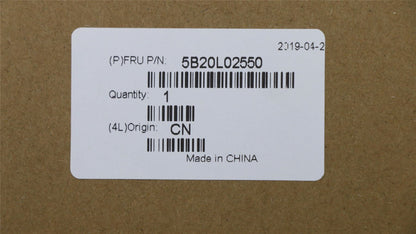 2019-04-2
(P)FRU P/N: 5B20L02550
Quantity: 1
(4L)Origin: CN
Made in CHINA